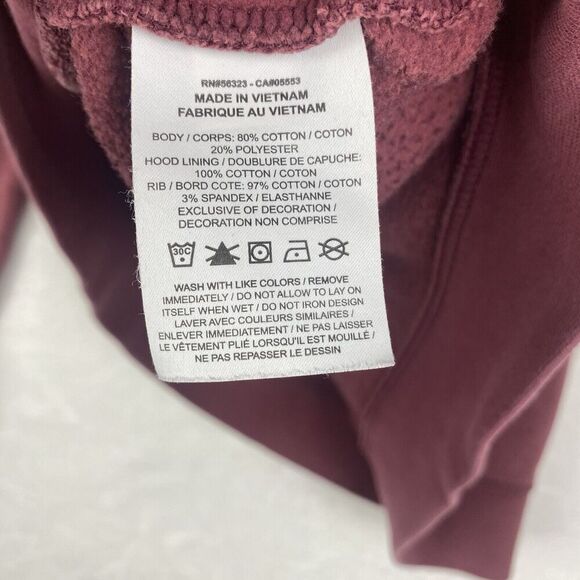 RN#56323 - CA#05553
MADE IN VIETNAM
FABRIQUE AU VIETNAM
BODY / CORPS: 80% COTTON / COTON
20% POLYESTER
HOOD LINING / DOUBLURE DE CAPUCHE:
100% COTTON / COTON
RIB / BORD COTE: 97% COTTON / COTON
3% SPANDEX / ELASTHANNE
EXCLUSIVE OF DECORATION /
DECORATION NON COMPRISE
30C
WASH WITH LIKE COLORS / REMOVE
IMMEDIATELY / DO NOT ALLOW TO LAY ON
ITSELF WHEN WET / DO NOT IRON DESIGN
LAVER AVEC COULEURS SIMILAIRES /
ENLEVER IMMEDIATEMENT / NE PAS LAISSER
LE VÊTEMENT PLIÉ LORSQU'IL EST MOUILLÉ /
NE PAS REPASSER LE DESSIN